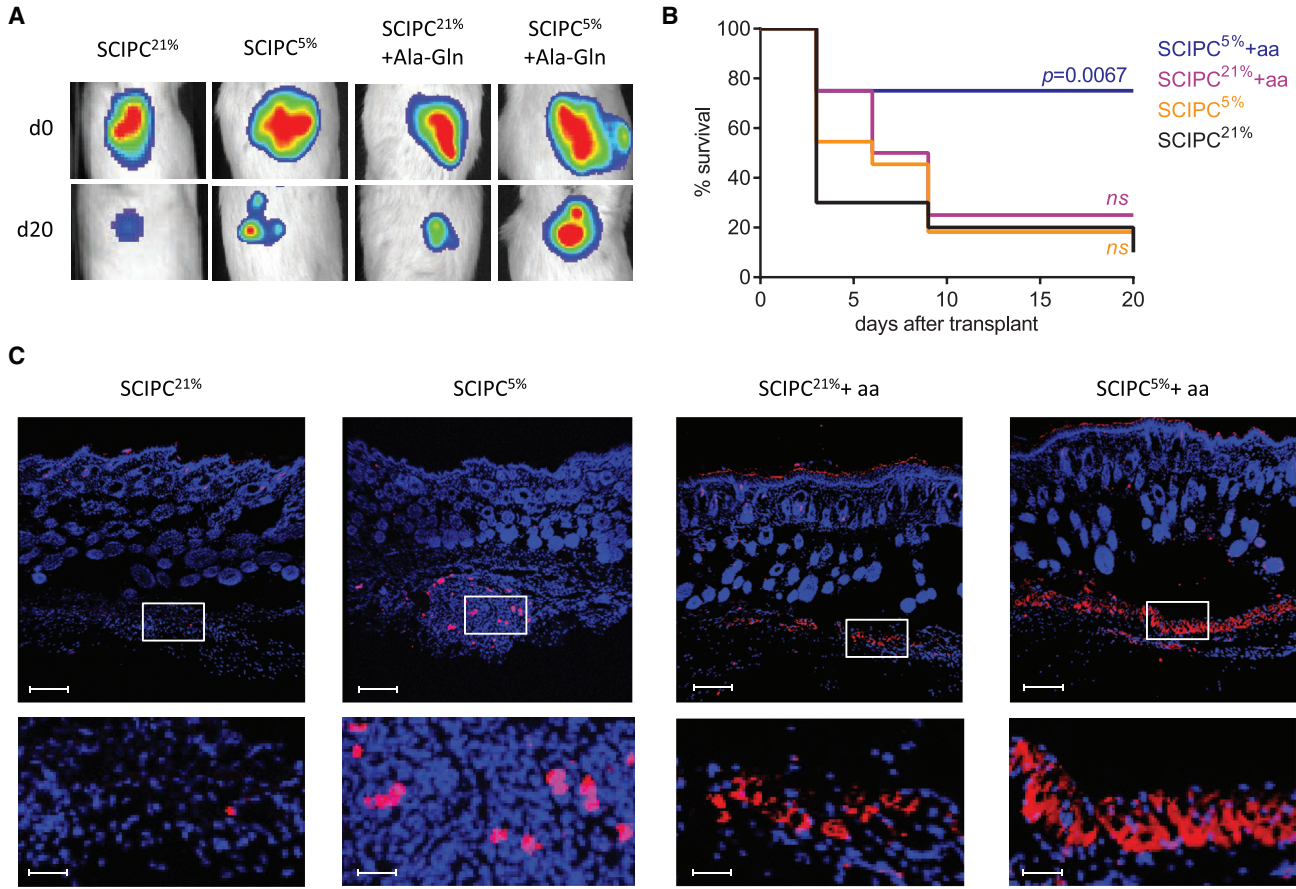 A
SCIPC21% SCIPC5% SCIPC21% +Ala-Gln SCIPC5% +Ala-Gln
d0
d20
B
% survival
100
80
60
40
20
0
0 5 10 15 20
days after transplant
p=0.0067
ns
ns
SCIPC5%+aa
SCIPC21%+aa
SCIPC5%
SCIPC21%
C
SCIPC21% SCIPC5% SCIPC21%+ aa SCIPC5%+ aa